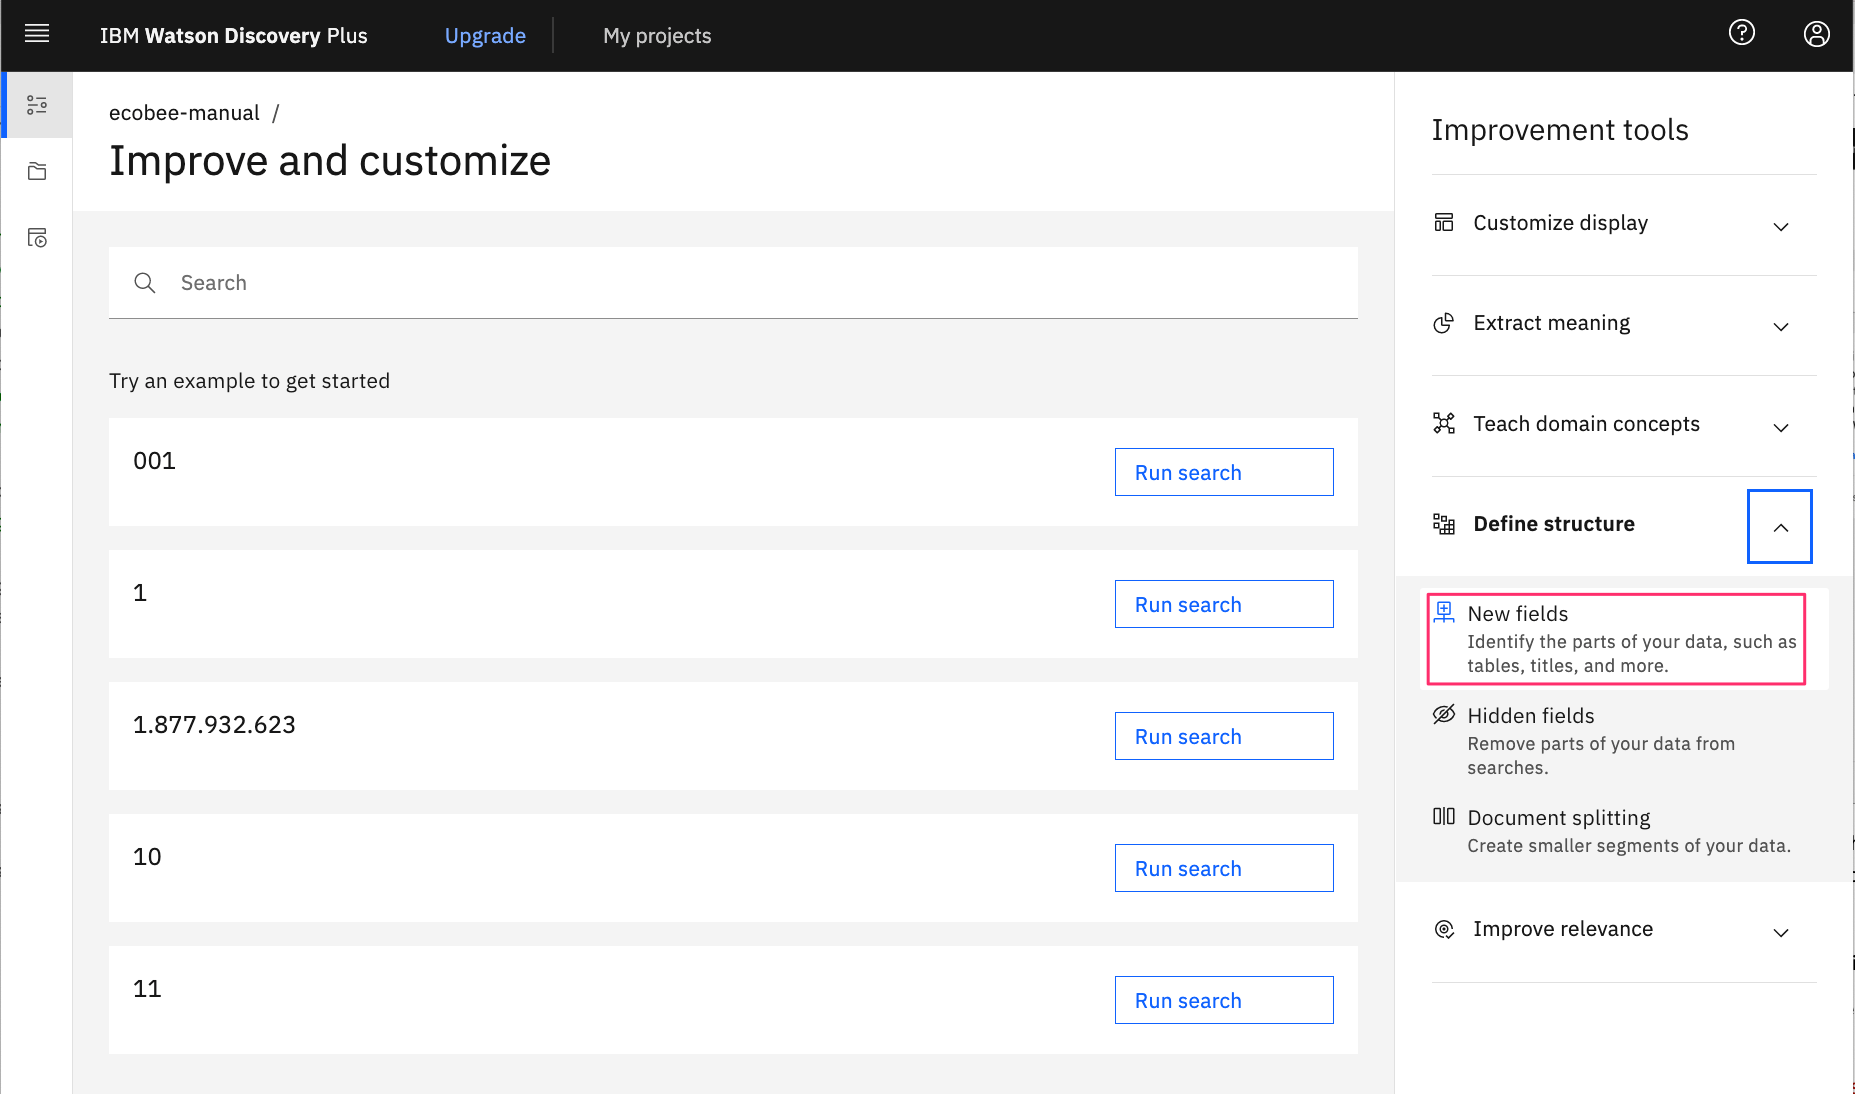 IBM Watson Discovery Plus
Upgrade
My projects
ecobee-manual /
Improve and customize
Search
Try an example to get started
001
Run search
1
Run search
1.877.932.623
Run search
10
Run search
11
Run search
Improvement tools
Customize display
Extract meaning
Teach domain concepts
Define structure
New fields
Identify the parts of your data, such as
tables, titles, and more.
Hidden fields
Remove parts of your data from
searches.
Document splitting
Create smaller segments of your data.
Improve relevance